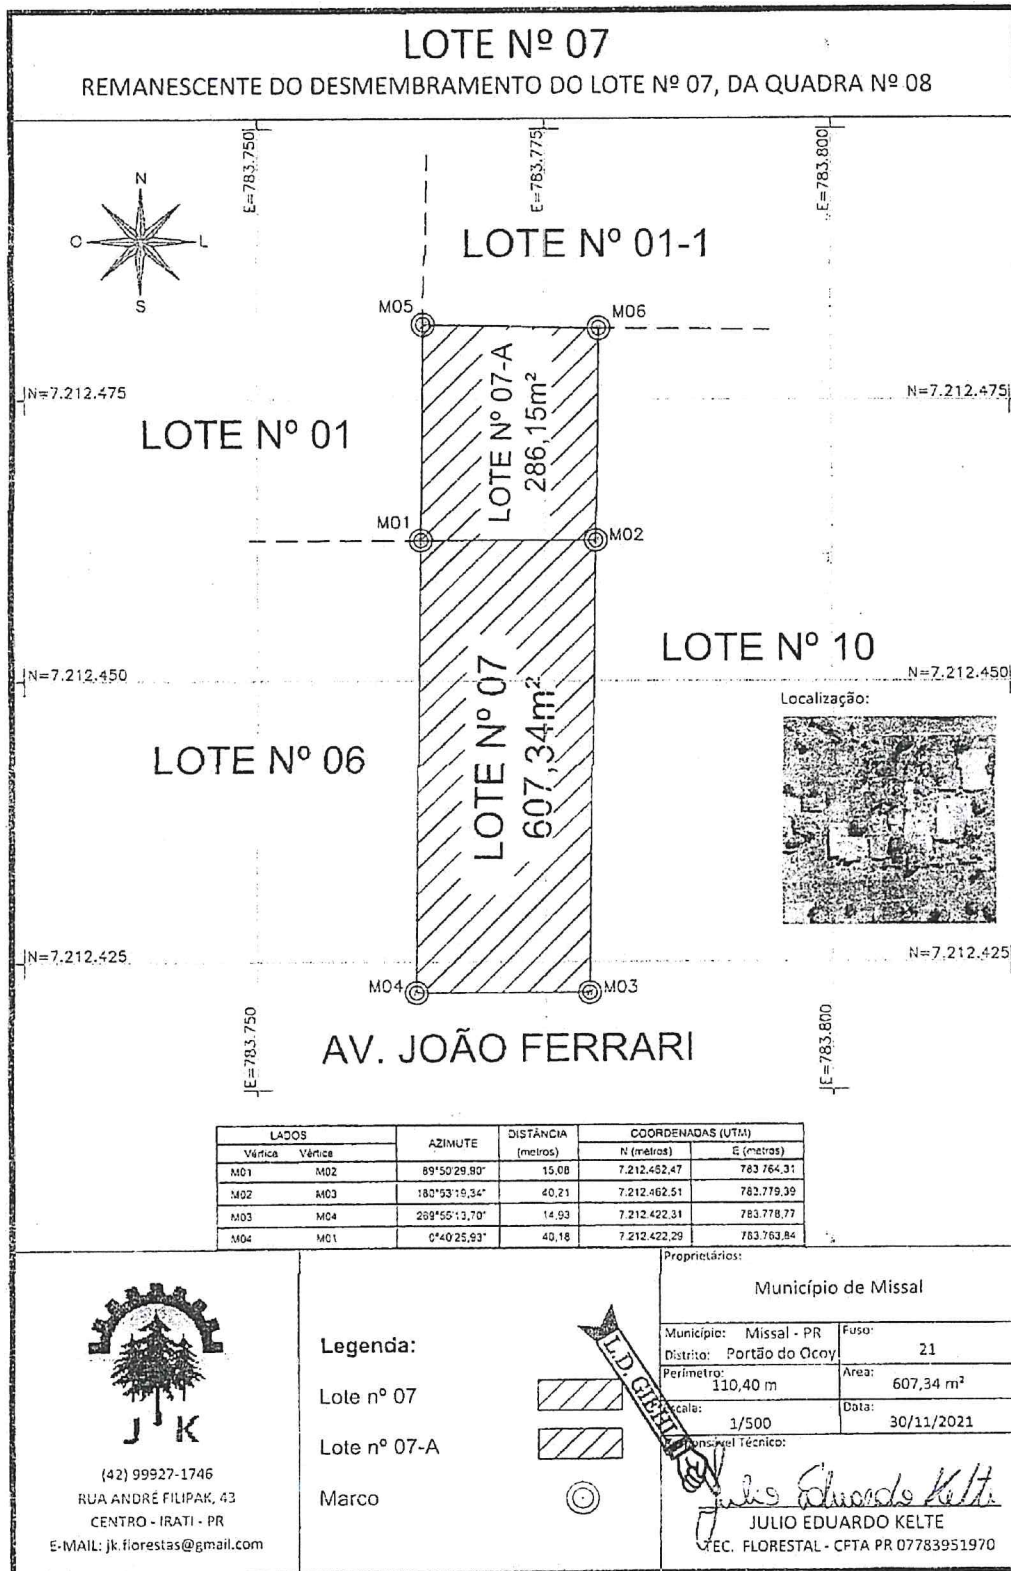 LOTE Nº 07
REMANESCENTE DO DESMEMBRAMENTO DO LOTE Nº 07, DA QUADRA Nº 08
E=783.750
E=783.775
E=783.800
N
O
L
S
LOTE Nº 01-1
M05
M06
N=7.212.475
N=7.212.475
LOTE Nº 07-A
286,15m²
LOTE Nº 01
M01
M02
LOTE Nº 10
N=7.212.450
N=7.212.450
Localização:
LOTE Nº 07
607,34m²
LOTE Nº 06
N=7.212.425
N=7.212.425
M04
M03
E=783.750
E=783.800
AV. JOÃO FERRARI
LADOS AZIMUTE DISTÂNCIA COORDENADAS (UTM)
Vértice Vértice (metros) N (metros) E (metros)
M01 M02 89°50'29,90" 15,08 7.212.462,47 783.764,31
M02 M03 180°53'19,34" 40,21 7.212.462,51 783.779,39
M03 M04 269°55'13,70" 14,93 7.212.422,31 783.778,77
M04 M01 0°40'25,93" 40,18 7.212.422,29 783.763,84
J K
(42) 99927-1746
RUA ANDRÉ FILIPAK, 43
CENTRO - IRATI - PR
E-MAIL: jk.florestas@gmail.com
Legenda:
Lote nº 07
Lote nº 07-A
Marco
L.D. GIEHL
Proprietários:
Município de Missal
Município: Missal - PR
Distrito: Portão do Ocoy
Fuso:
21
Perímetro:
110,40 m
Area:
607,34 m²
Escala:
1/500
Data:
30/11/2021
Responsável Técnico:
Julio Eduardo Kelte
JULIO EDUARDO KELTE
TEC. FLORESTAL - CFTA PR 07783951970